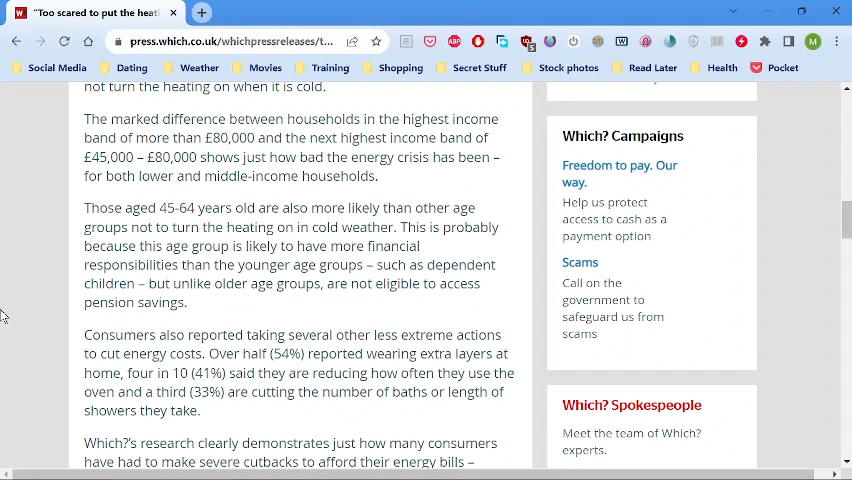 "Too scared to put the heati
press.which.co.uk/whichpressreleases/t...
ABP
5
W
M
Social Media
Dating
Weather
Movies
Training
Shopping
Secret Stuff
Stock photos
Read Later
Health
Pocket
not turn the heating on when it is cold.
The marked difference between households in the highest income
band of more than £80,000 and the next highest income band of
£45,000 – £80,000 shows just how bad the energy crisis has been –
for both lower and middle-income households.
Those aged 45-64 years old are also more likely than other age
groups not to turn the heating on in cold weather. This is probably
because this age group is likely to have more financial
responsibilities than the younger age groups – such as dependent
children – but unlike older age groups, are not eligible to access
pension savings.
Consumers also reported taking several other less extreme actions
to cut energy costs. Over half (54%) reported wearing extra layers at
home, four in 10 (41%) said they are reducing how often they use the
oven and a third (33%) are cutting the number of baths or length of
showers they take.
Which?'s research clearly demonstrates just how many consumers
have had to make severe cutbacks to afford their energy bills –
Which? Campaigns
Freedom to pay. Our
way.
Help us protect
access to cash as a
payment option
Scams
Call on the
government to
safeguard us from
scams
Which? Spokespeople
Meet the team of Which?
experts.